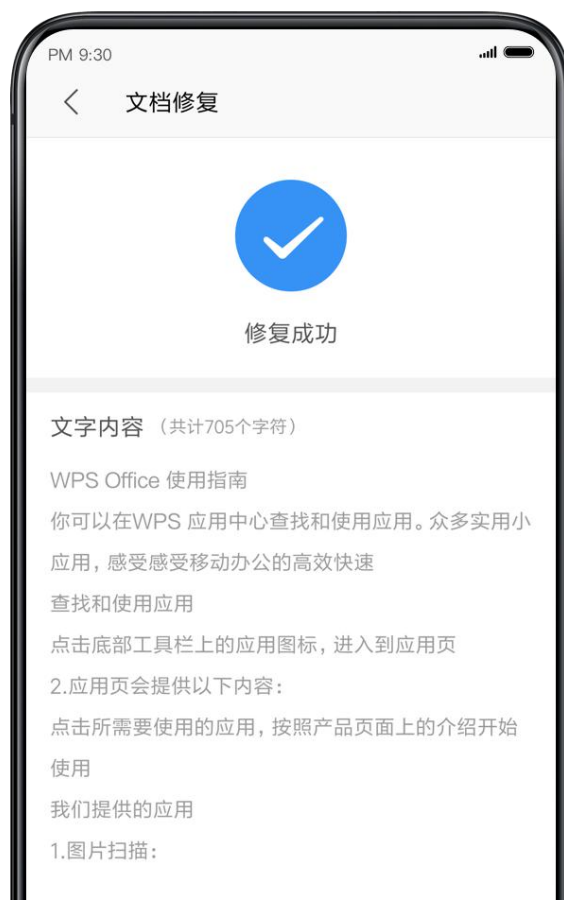 PM 9:30
文档修复
修复成功
文字内容（共计705个字符）
WPS Office 使用指南
你可以在WPS 应用中心查找和使用应用。众多实用小
应用，感受感受移动办公的高效快速
查找和使用应用
点击底部工具栏上的应用图标，进入到应用页
2.应用页会提供以下内容：
点击所需要使用的应用，按照产品页面上的介绍开始
使用
我们提供的应用
1.图片扫描：